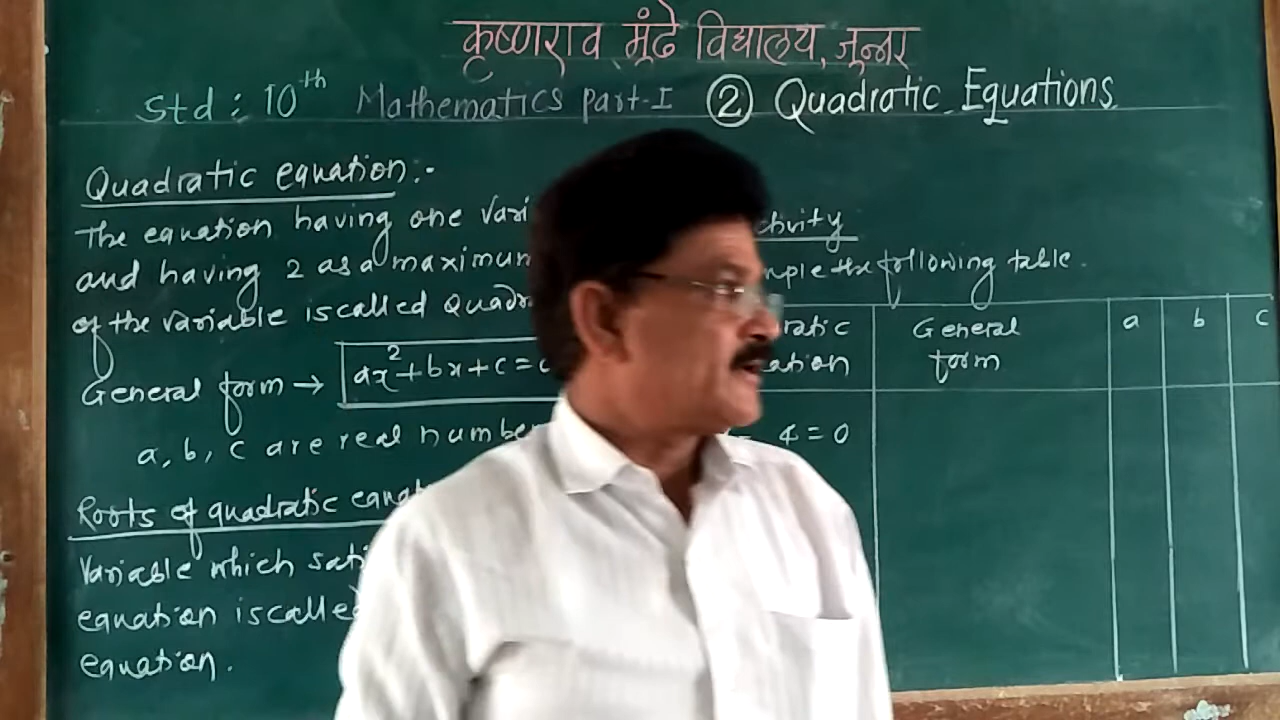 कृष्णराव मुंढे विद्यालय, जुन्नर
Std : 10th Mathematics part-I ② Quadratic Equations
Quadratic equation :-
The equation having one vari
and having 2 as a maximum
of the variable is called Quadr
General form → ax²+bx+c=
a, b, c are real number
Roots of quadratic equat
Variable which sati
equation is called
equation.
ctivity
mple the following table.
ratic
ation
General
form
a b c
4 = 0